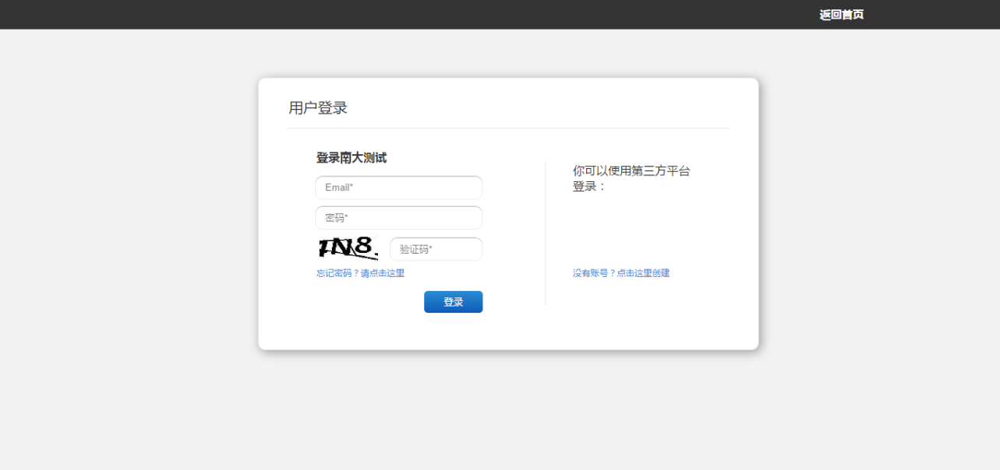 返回首页
用户登录
登录南大测试
Email*
密码*
验证码*
忘记密码？请点击这里
登录
你可以使用第三方平台
登录：
没有账号？点击这里创建